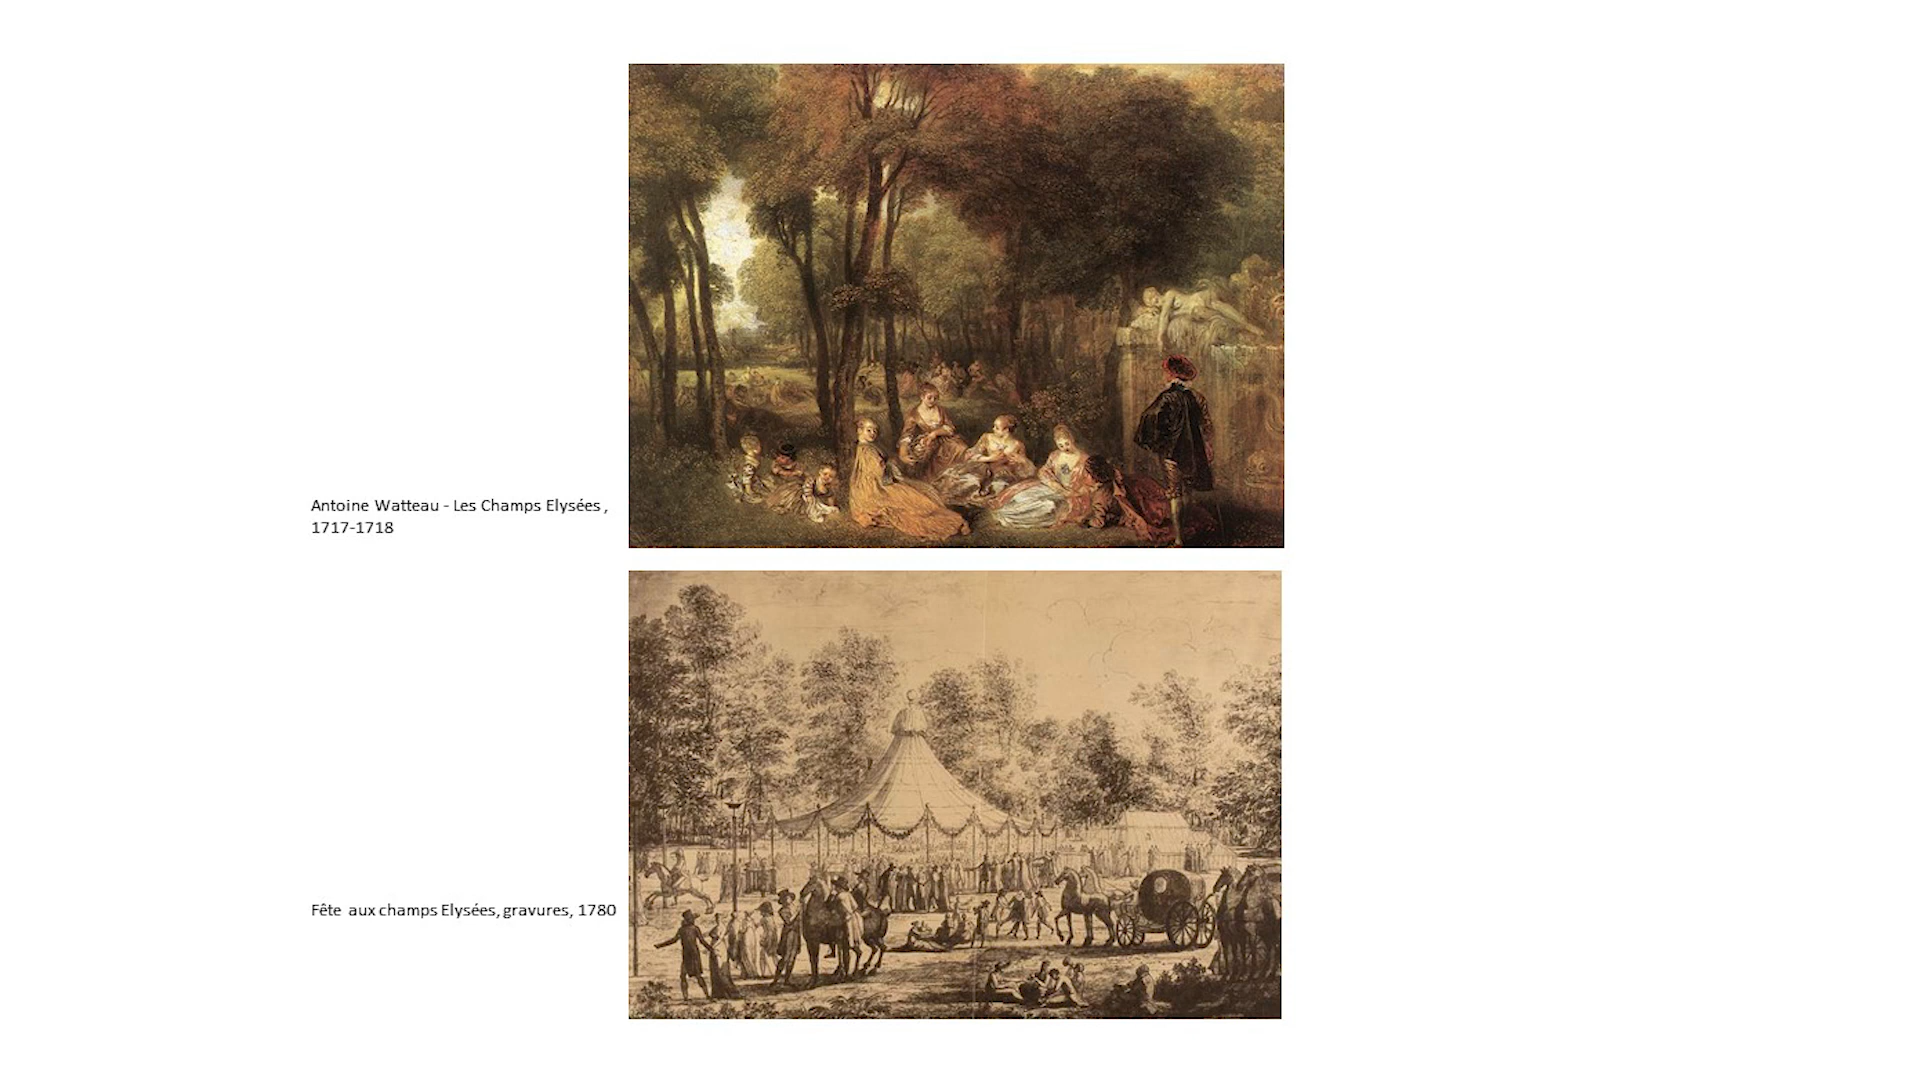 Antoine Watteau - Les Champs Elysées ,
1717-1718
Fête aux champs Elysées, gravures, 1780